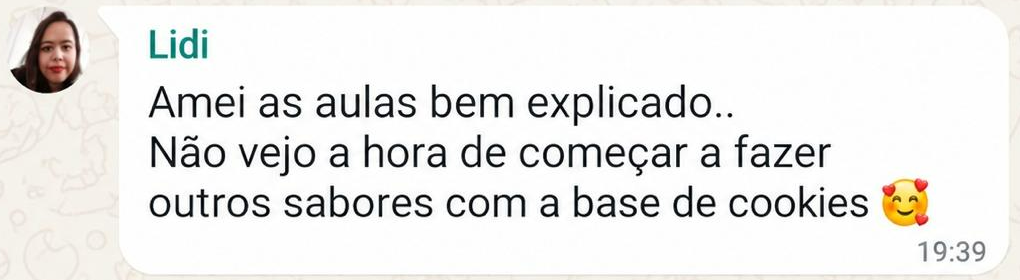 Lidi
Amei as aulas bem explicado..
Não vejo a hora de começar a fazer
outros sabores com a base de cookies 🥰
19:39